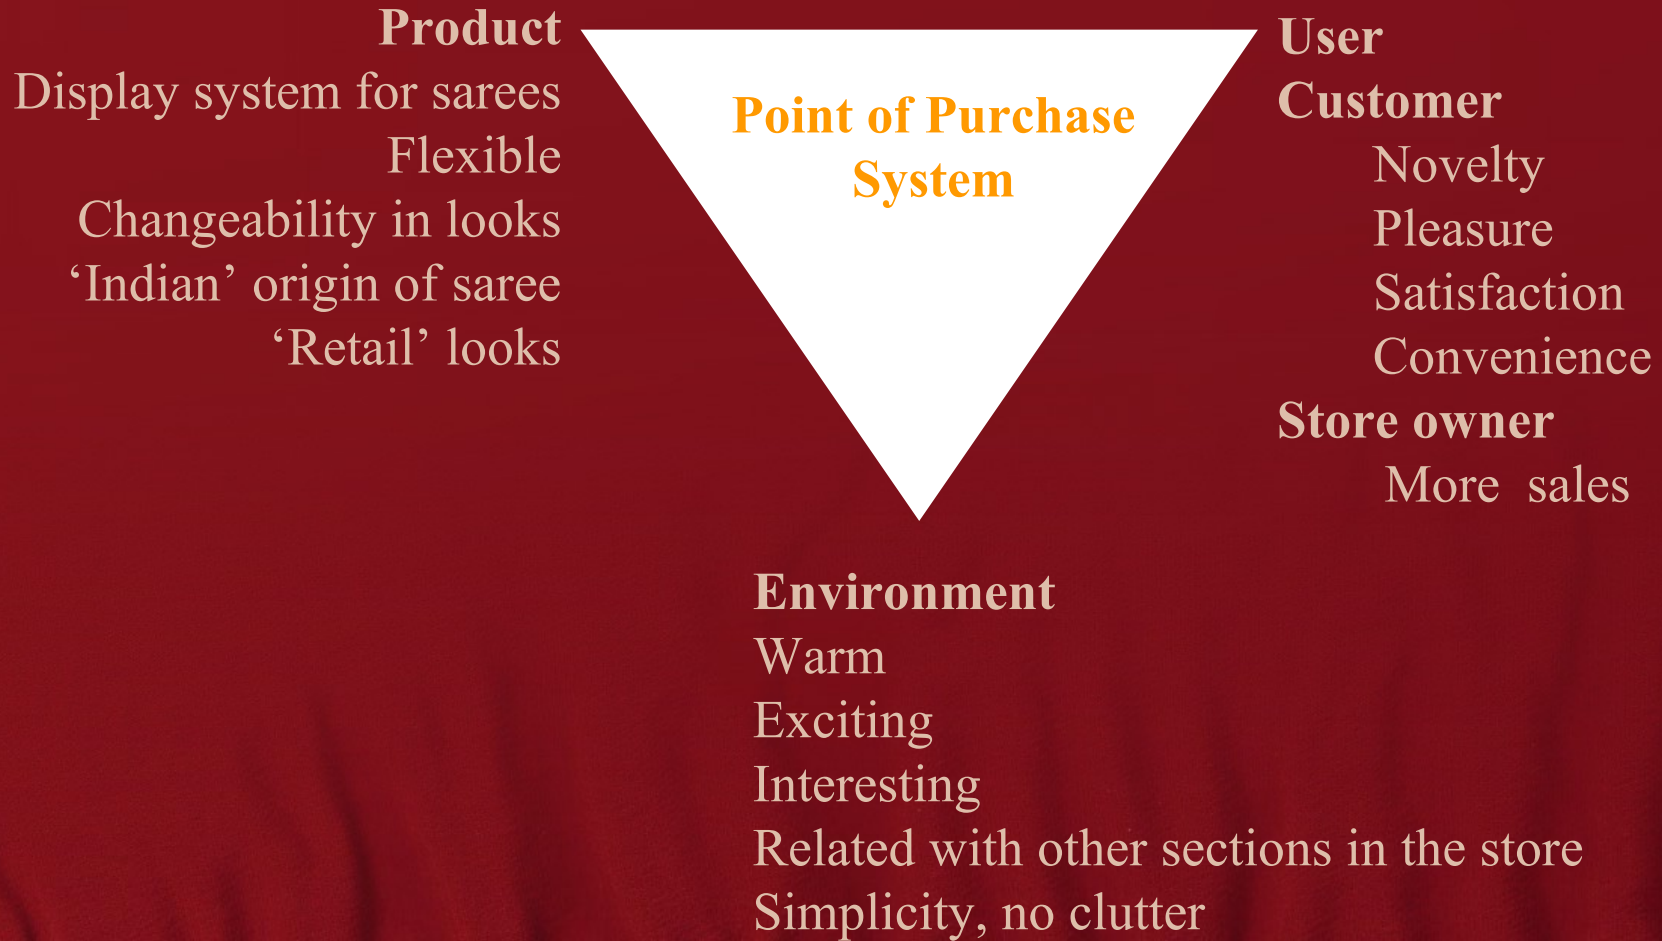 Product
Display system for sarees
Flexible
Changeability in looks
‘Indian’ origin of saree
‘Retail’ looks
Point of Purchase
System
User
Customer
Novelty
Pleasure
Satisfaction
Convenience
Store owner
More  sales
Environment
Warm
Exciting
Interesting
Related with other sections in the store
Simplicity, no clutter